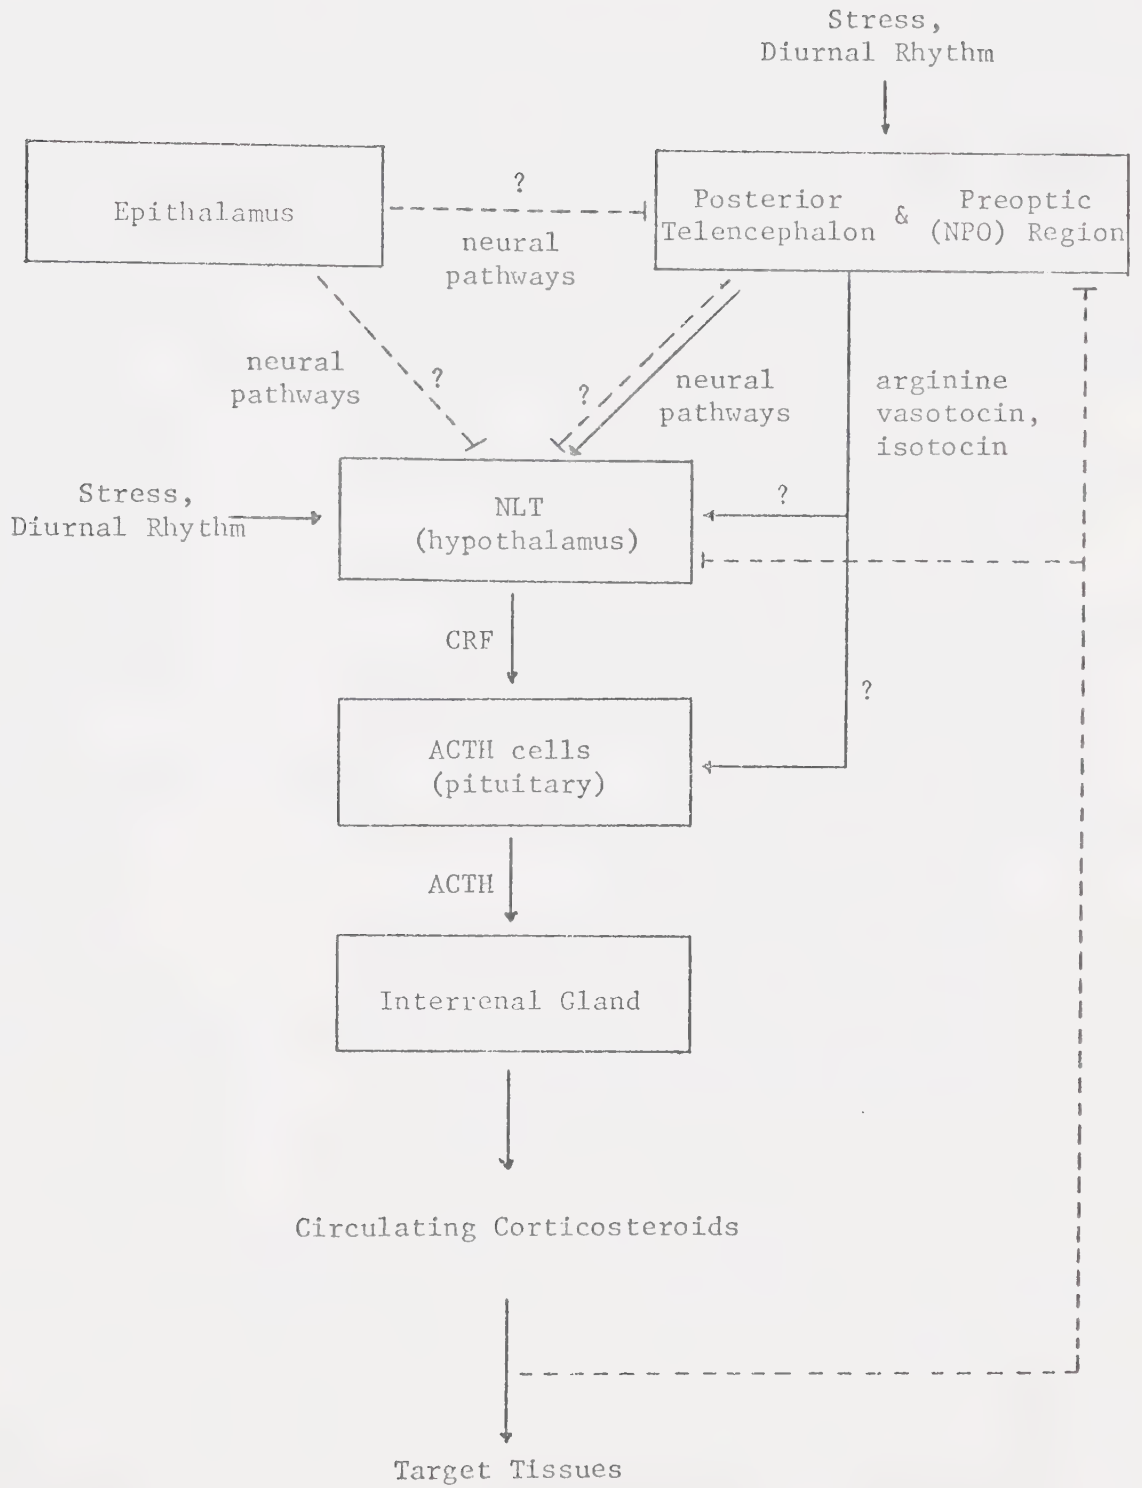 Stress,
Diurnal Rhythm
Epithalamus
?
neural
pathways
Posterior
Telencephalon
&
Preoptic
(NPO) Region
neural
pathways
?
?
neural
pathways
arginine
vasotocin,
isotocin
Stress,
Diurnal Rhythm
NLT
(hypothalamus)
?
CRF
?
ACTH cells
(pituitary)
ACTH
Interrenal Gland
Circulating Corticosteroids
Target Tissues